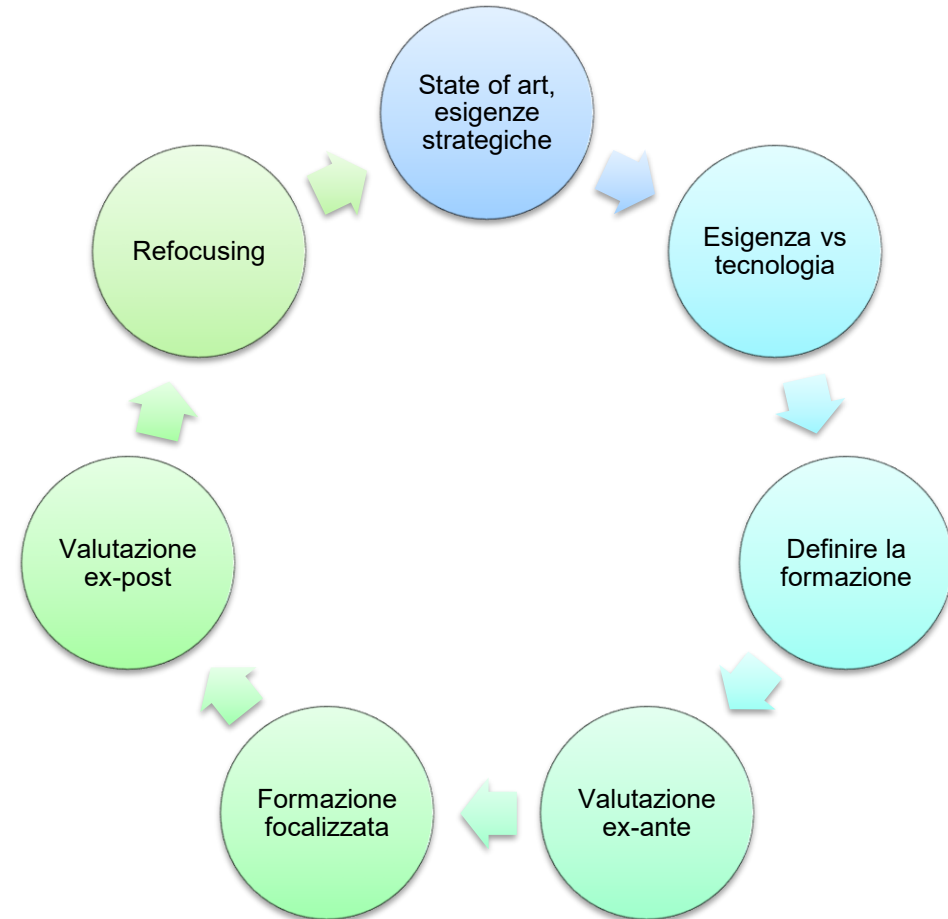 State of art,
esigenze
strategiche
Esigenza vs
tecnologia
Definire la
formazione
Valutazione
ex-ante
Formazione
focalizzata
Valutazione
ex-post
Refocusing